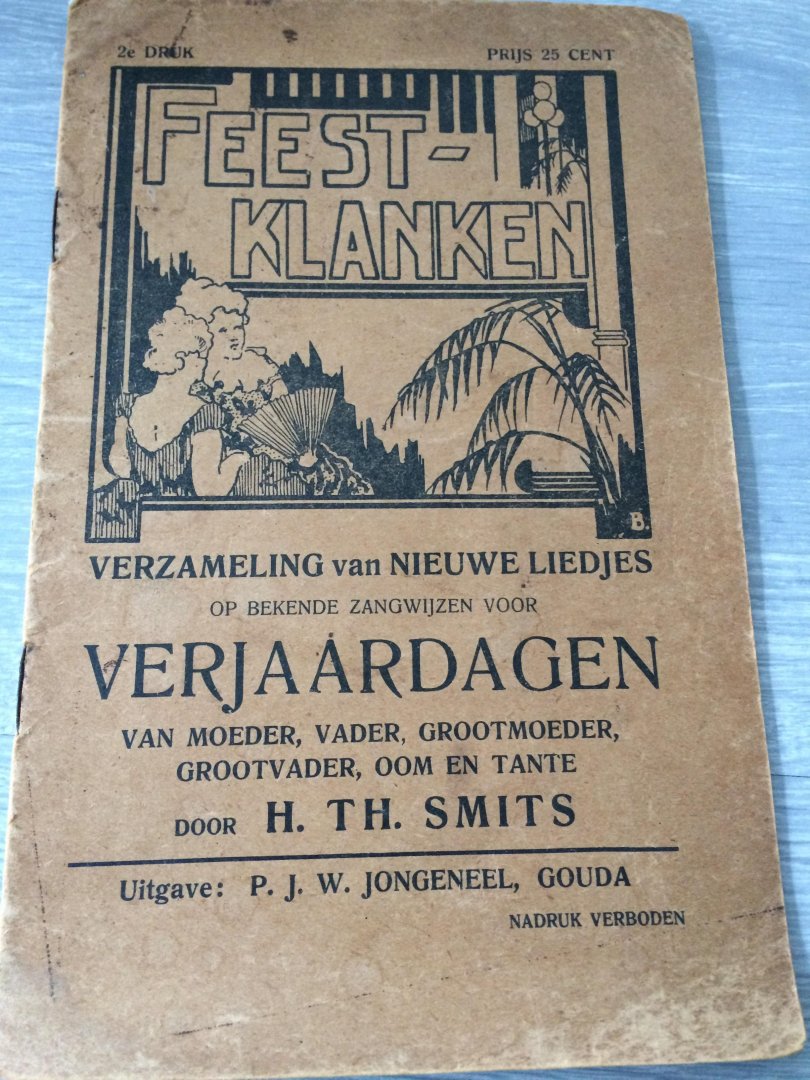 2e DRUK PRIJS 25 CENT
FEEST-
KLANKEN
B.
VERZAMELING van NIEUWE LIEDJES
OP BEKENDE ZANGWIJZEN VOOR
VERJAARDAGEN
VAN MOEDER, VADER, GROOTMOEDER,
GROOTVADER, OOM EN TANTE
DOOR H. TH. SMITS
Uitgave: P. J. W. JONGENEEL, GOUDA
NADRUK VERBODEN